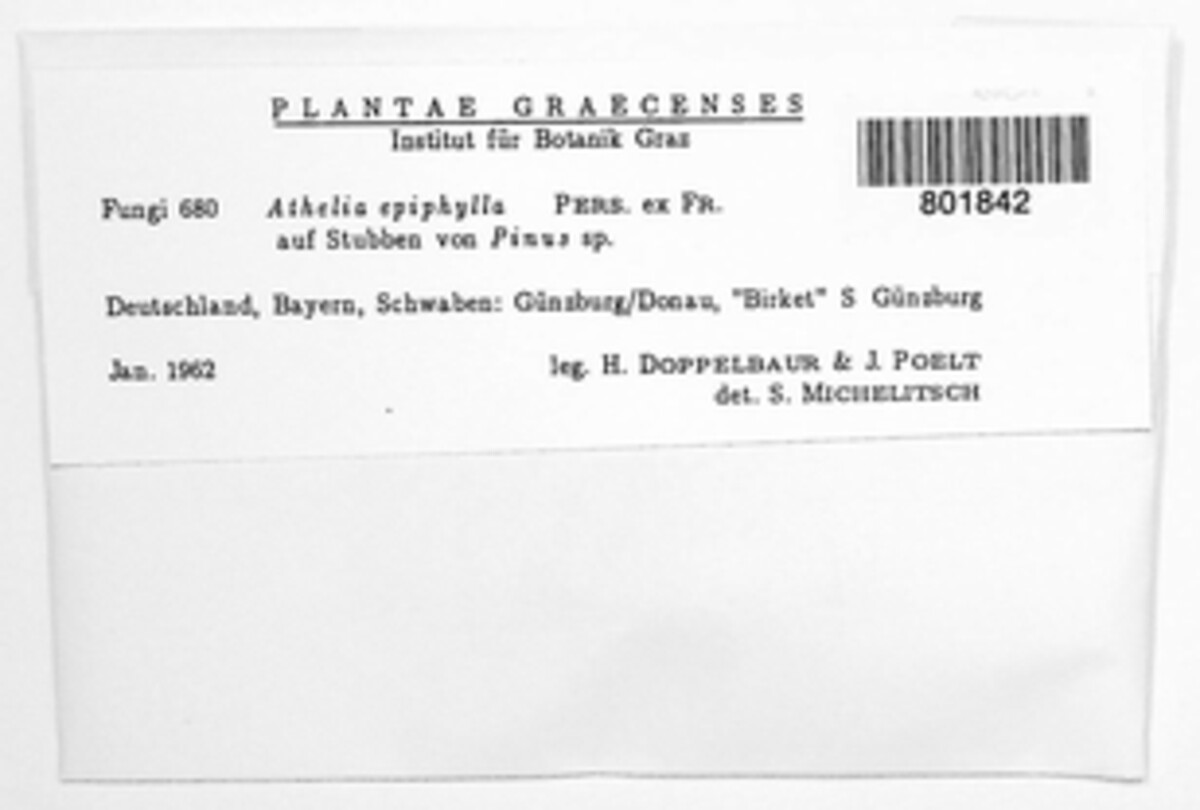 PLANTAE GRAECENSES
Institut für Botanik Graz
801842
Fungi 680 Athelia epiphylla PERS. ex FR.
auf Stubben von Pinus sp.
Deutschland, Bayern, Schwaben: Günzburg/Donau, "Birket" S Günzburg
Jan. 1962 leg. H. DOPPELBAUR & J. POELT
det. S. MICHELITSCH